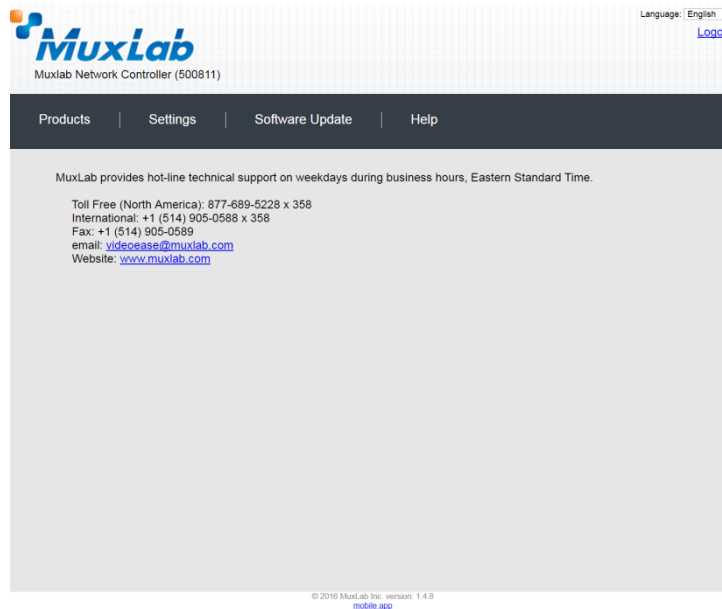 Language: English
Logo
MuxLab
Muxlab Network Controller (500811)
Products | Settings | Software Update | Help
MuxLab provides hot-line technical support on weekdays during business hours, Eastern Standard Time.
Toll Free (North America): 877-689-5228 x 358
International: +1 (514) 905-0588 x 358
Fax: +1 (514) 905-0589
email: videoease@muxlab.com
Website: www.muxlab.com
© 2016 MuxLab Inc. version: 1.4.8
mobile app